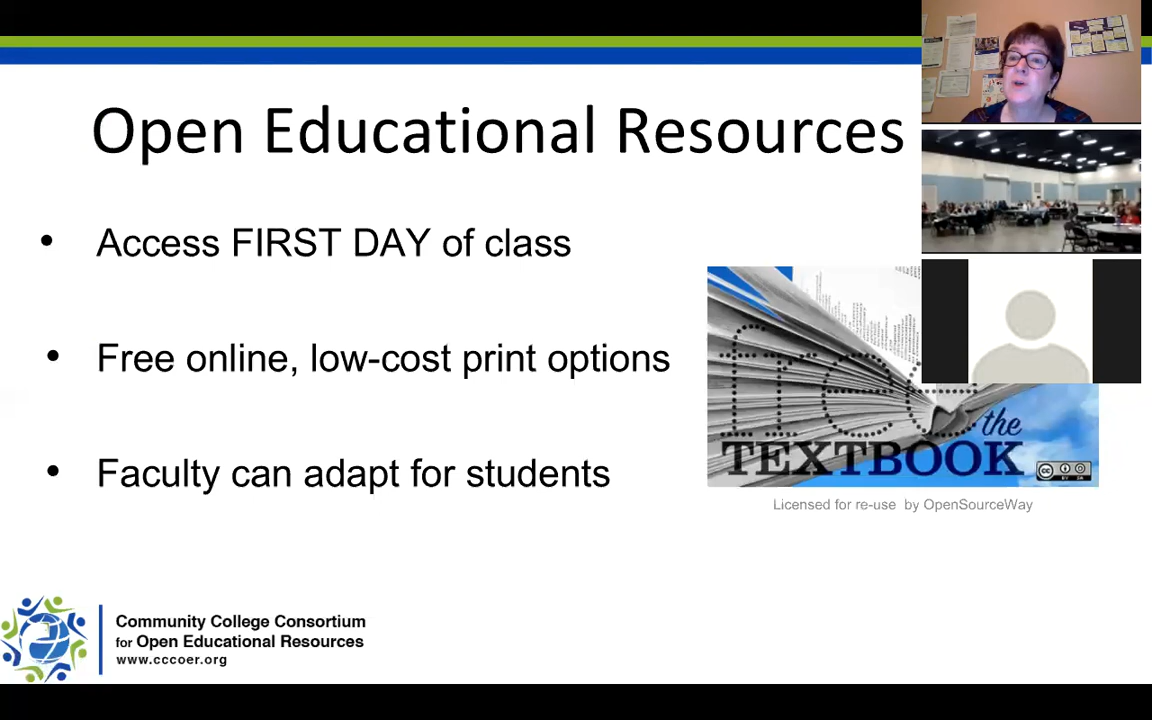 Open Educational Resources
• Access FIRST DAY of class
• Free online, low-cost print options
• Faculty can adapt for students
the
TEXTBOOK
Licensed for re-use by OpenSourceWay
Community College Consortium
for Open Educational Resources
www.cccoer.org